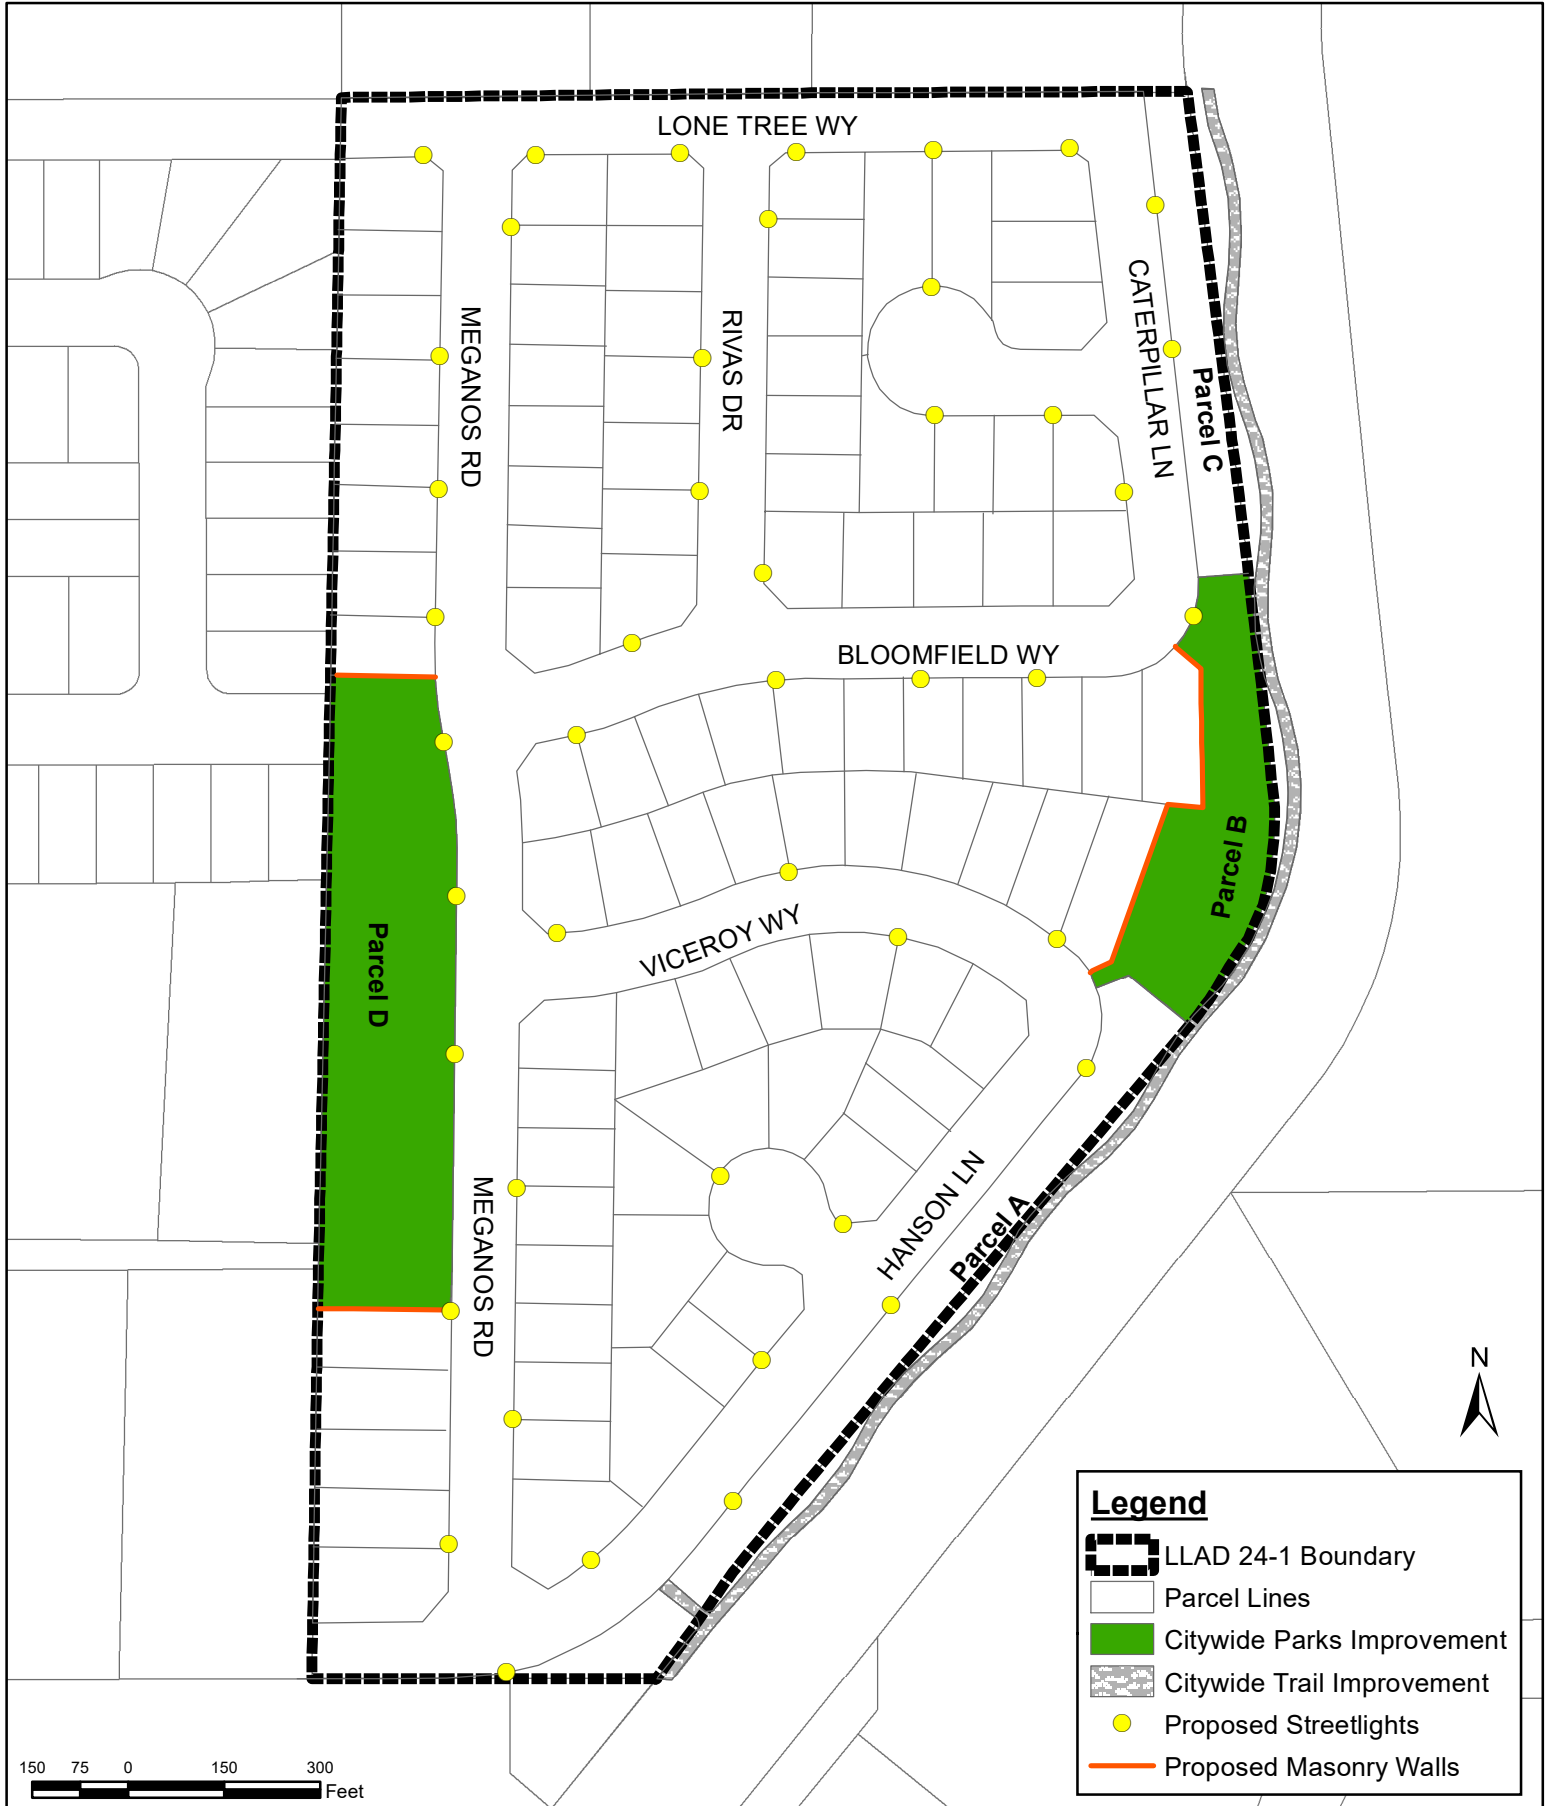 LONE TREE WY
MEGANOS RD
RIVAS DR
CATERPILLAR LN
Parcel C
BLOOMFIELD WY
Parcel B
VICEROY WY
Parcel D
HANSON LN
Parcel A
MEGANOS RD
N
Legend
LLAD 24-1 Boundary
Parcel Lines
Citywide Parks Improvement
Citywide Trail Improvement
Proposed Streetlights
Proposed Masonry Walls
150 75 0 150 300
Feet